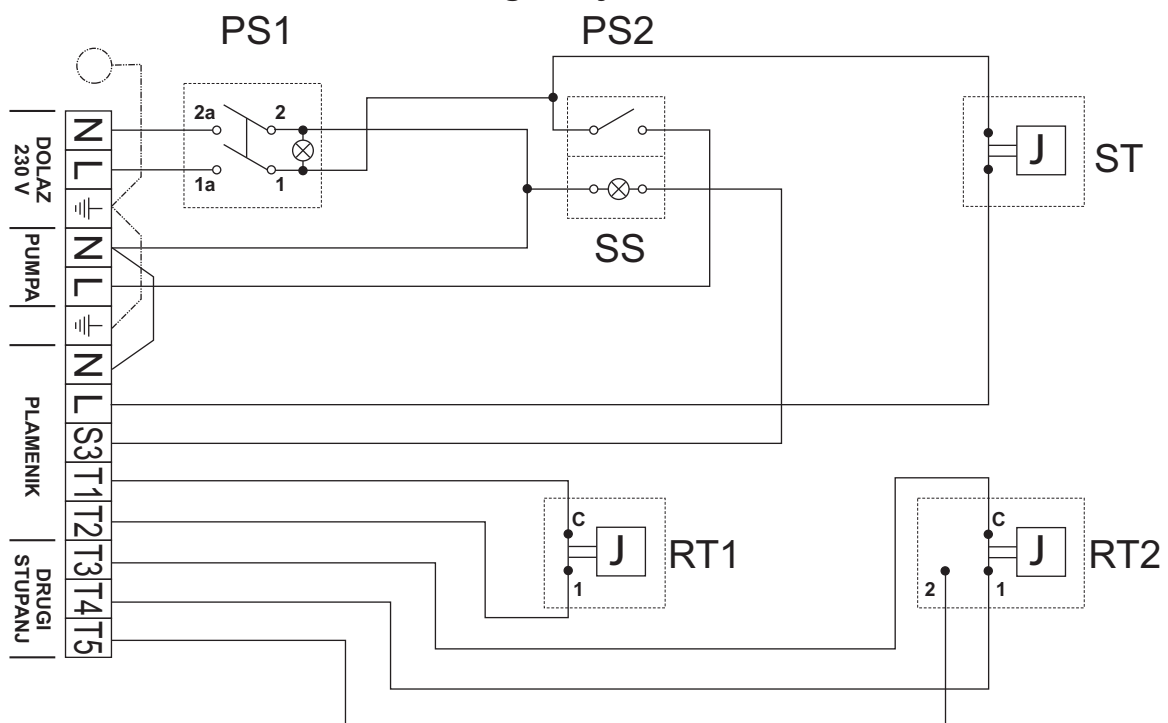 PS1
PS2
2a
2
1a
1
ST
J
SS
DOLAZ
230 V
PUMPA
PLAMENIK
DRUGI
STUPANJ
N
L
N
L
N
L
S3
T1
T2
T3
T4
T5
C
J
1
RT1
C
J
2
1
RT2